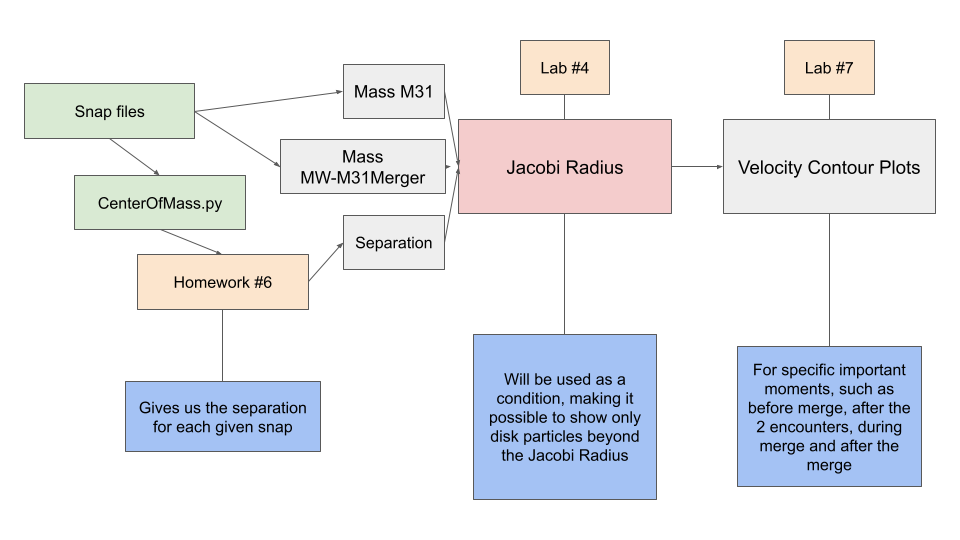 Lab #4
Lab #7
Snap files
Mass M31
Mass
MW-M31Merger
Jacobi Radius
Velocity Contour Plots
CenterOfMass.py
Separation
Homework #6
Gives us the separation
for each given snap
Will be used as a
condition, making it
possible to show only
disk particles beyond
the Jacobi Radius
For specific important
moments, such as
before merge, after the
2 encounters, during
merge and after the
merge